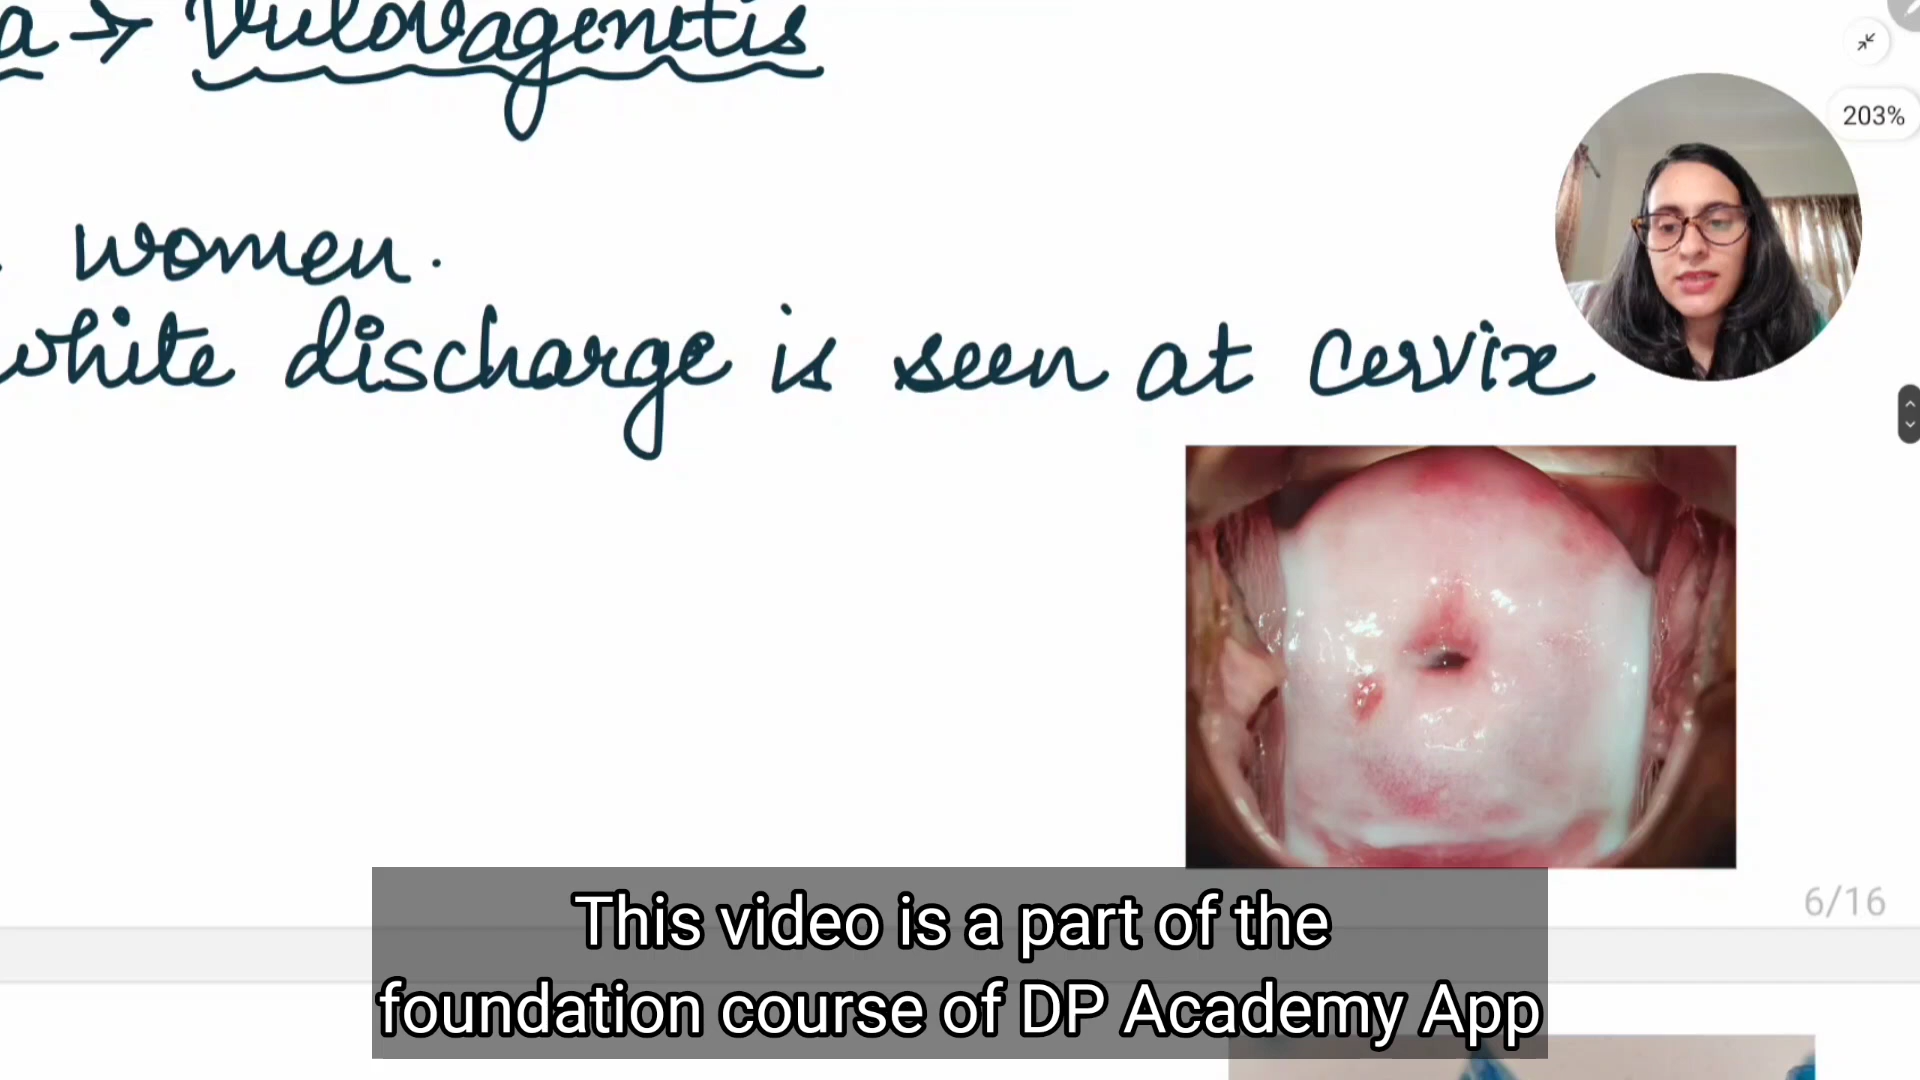 a → Vulovagenitis
203%
women.
white discharge is seen at Cervix
6/16
This video is a part of the
foundation course of DP Academy App